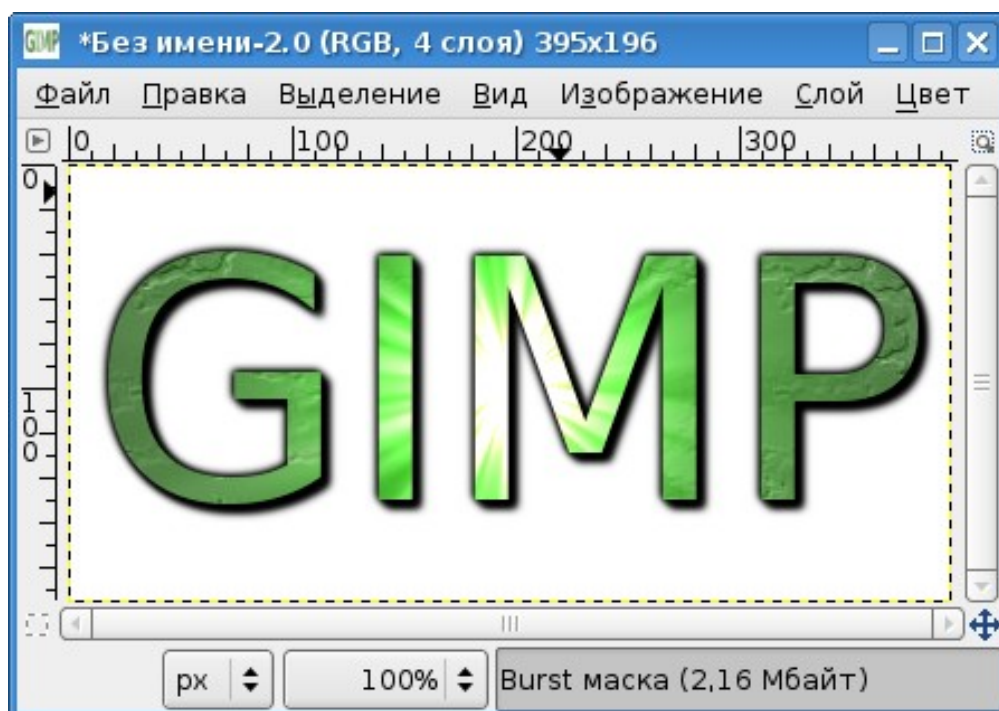 GIMP *Без имени-2.0 (RGB, 4 слоя) 395x196
Файл Правка Выделение Вид Изображение Слой Цвет
0 100 200 300
0
GIMP
100
px 100% Burst маска (2,16 Мбайт)